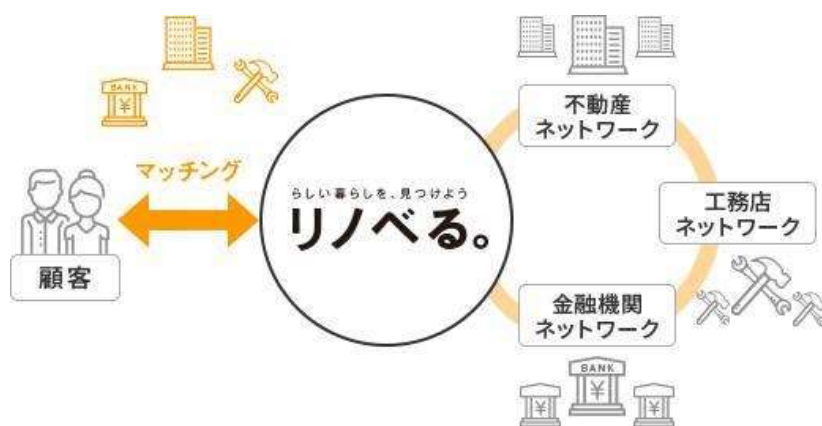 BANK
¥
マッチング
顧客
らしい暮らしを、見つけよう
リノベる。
不動産
ネットワーク
工務店
ネットワーク
金融機関
ネットワーク
BANK
¥
¥
¥